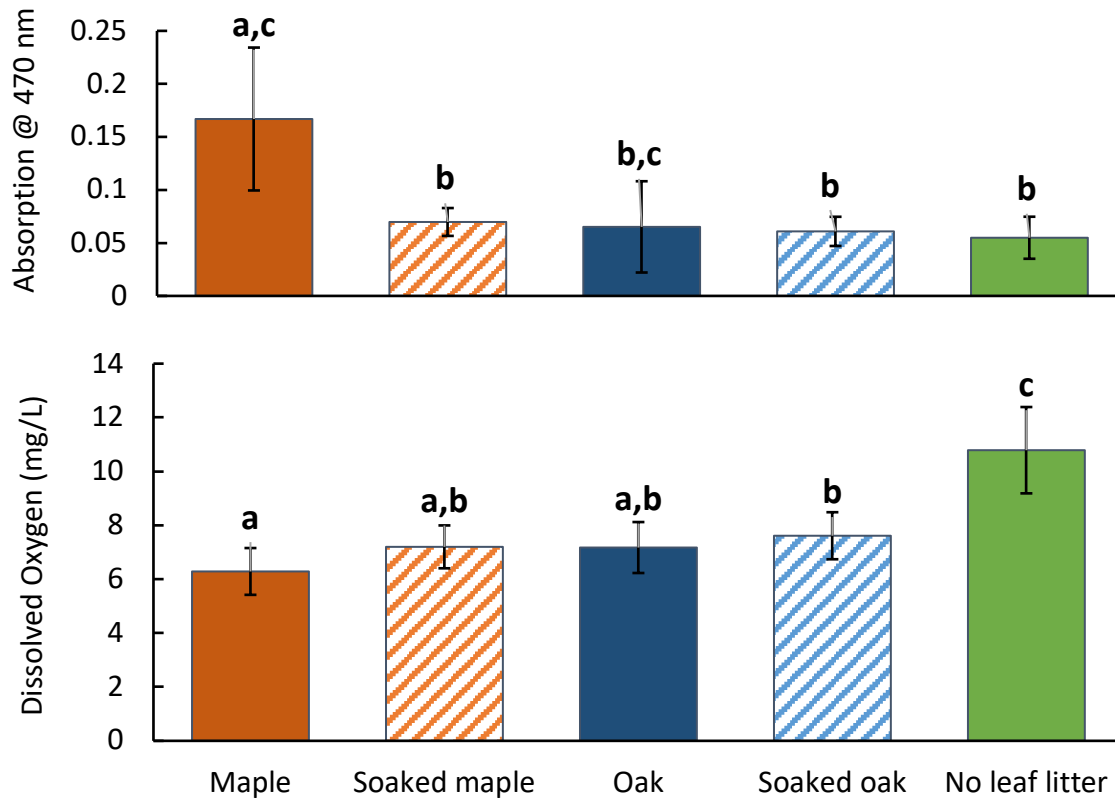 Absorption @ 470 nm
0.25
0.2
0.15
0.1
0.05
0
a,c
b
b,c
b
b
Dissolved Oxygen (mg/L)
14
12
10
8
6
4
2
0
a
a,b
a,b
b
c
Maple
Soaked maple
Oak
Soaked oak
No leaf litter